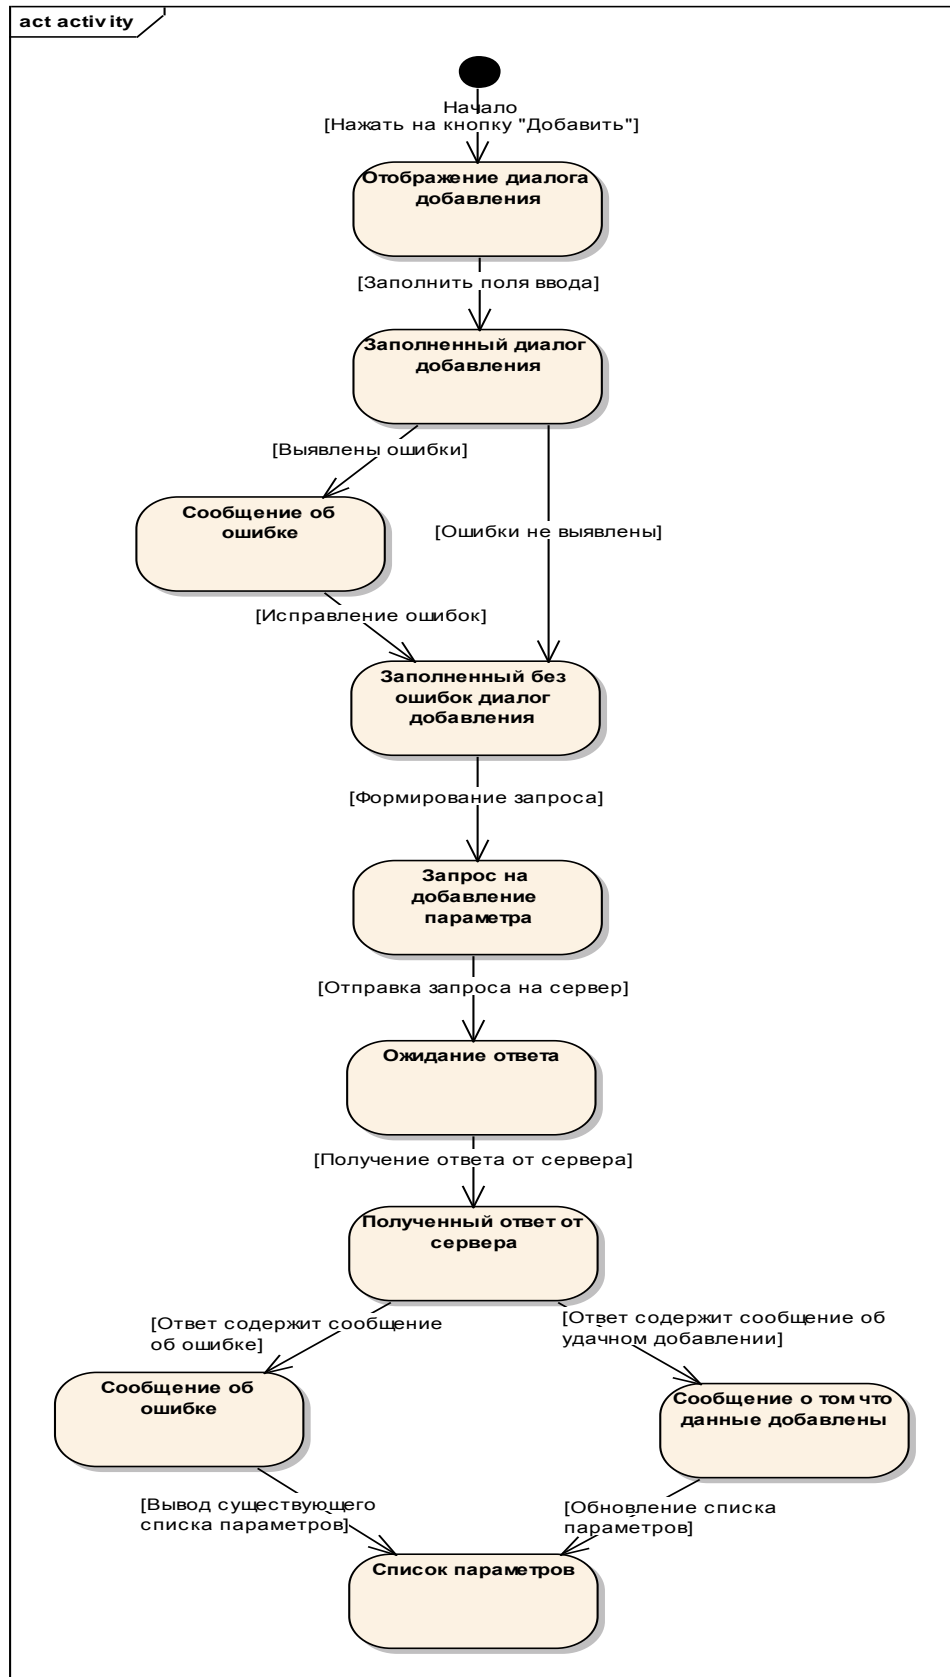 act activity
Начало
[Нажать на кнопку "Добавить"]
Отображение диалога
добавления
[Заполнить поля ввода]
Заполненный диалог
добавления
[Выявлены ошибки]
Сообщение об
ошибке
[Ошибки не выявлены]
[Исправление ошибок]
Заполненный без
ошибок диалог
добавления
[Формирование запроса]
Запрос на
добавление
параметра
[Отправка запроса на сервер]
Ожидание ответа
[Получение ответа от сервера]
Полученный ответ от
сервера
[Ответ содержит сообщение
об ошибке]
[Ответ содержит сообщение об
удачном добавлении]
Сообщение об
ошибке
Сообщение о том что
данные добавлены
[Вывод существующего
списка параметров]
[Обновление списка
параметров]
Список параметров